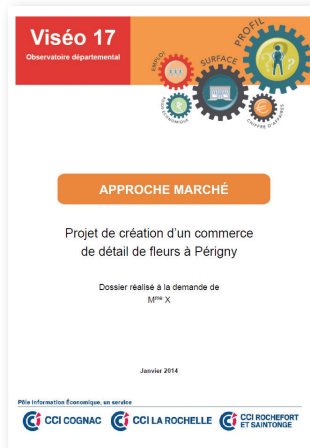 Viséo 17
Observatoire départemental
EMPLOI
SURFACE
PROFIL
POIDS ÉCONOMIQUE
CHIFFRE D'AFFAIRES
APPROCHE MARCHÉ
Projet de création d'un commerce
de détail de fleurs à Périgny
Dossier réalisé à la demande de
Mme X
Janvier 2014
Pôle Information Économique, un service
CCI COGNAC
CCI LA ROCHELLE
CCI ROCHEFORT
ET SAINTONGE